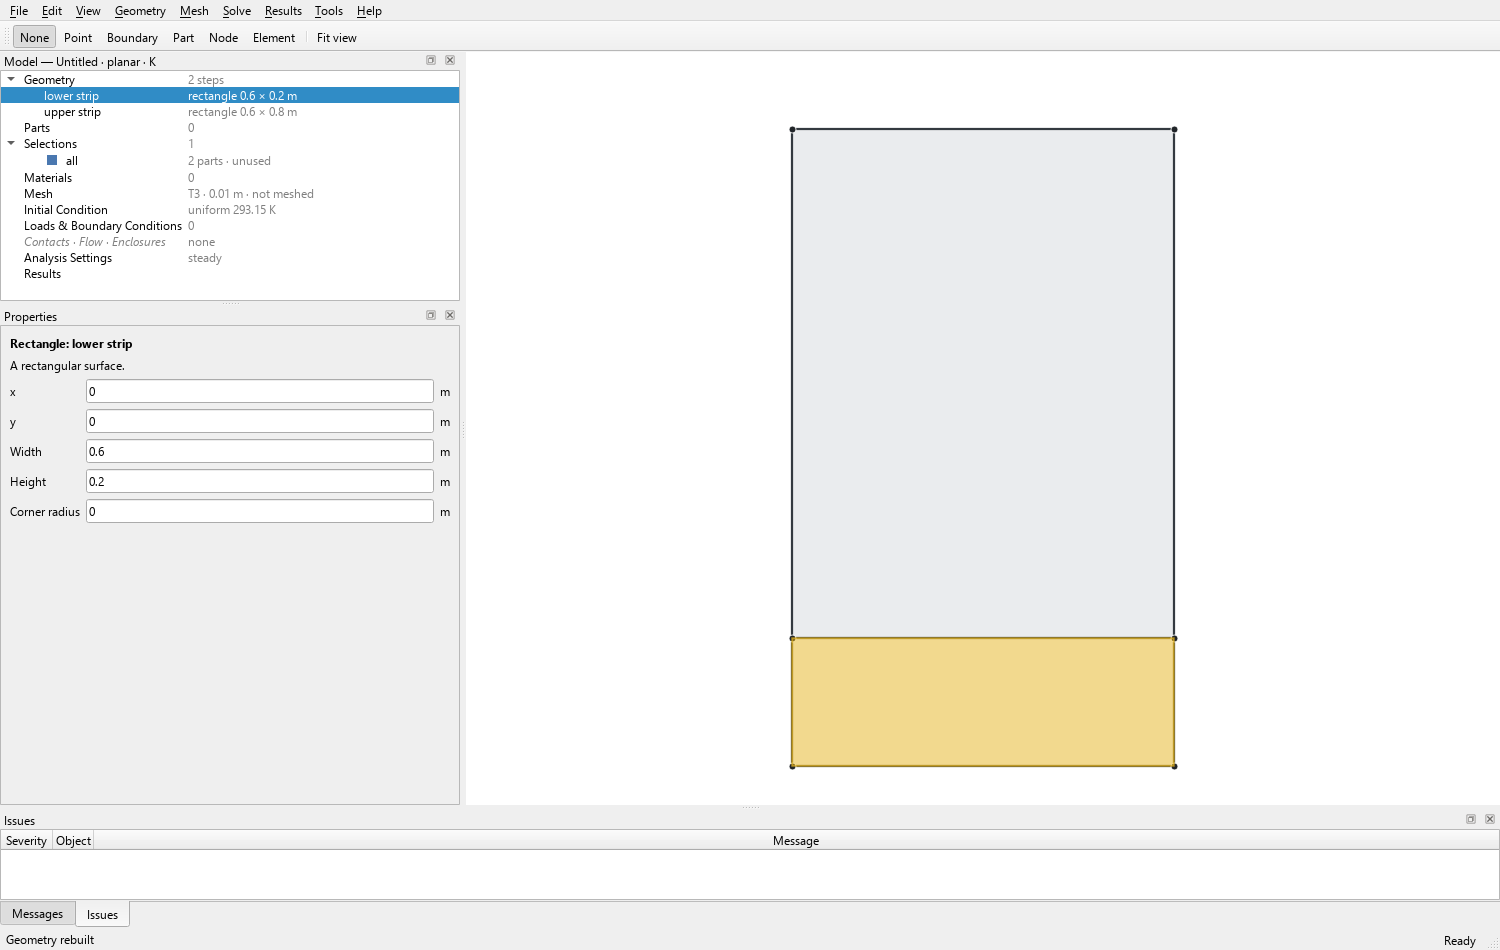 File Edit View Geometry Mesh Solve Results Tools Help
None Point Boundary Part Node Element Fit view
Model — Untitled · planar · K
Geometry 2 steps
lower strip rectangle 0.6 × 0.2 m
upper strip rectangle 0.6 × 0.8 m
Parts 0
Selections 1
all 2 parts · unused
Materials 0
Mesh T3 · 0.01 m · not meshed
Initial Condition uniform 293.15 K
Loads & Boundary Conditions 0
Contacts · Flow · Enclosures none
Analysis Settings steady
Results
Properties
Rectangle: lower strip
A rectangular surface.
x 0 m
y 0 m
Width 0.6 m
Height 0.2 m
Corner radius 0 m
Issues
Severity Object Message
Messages Issues
Geometry rebuilt Ready